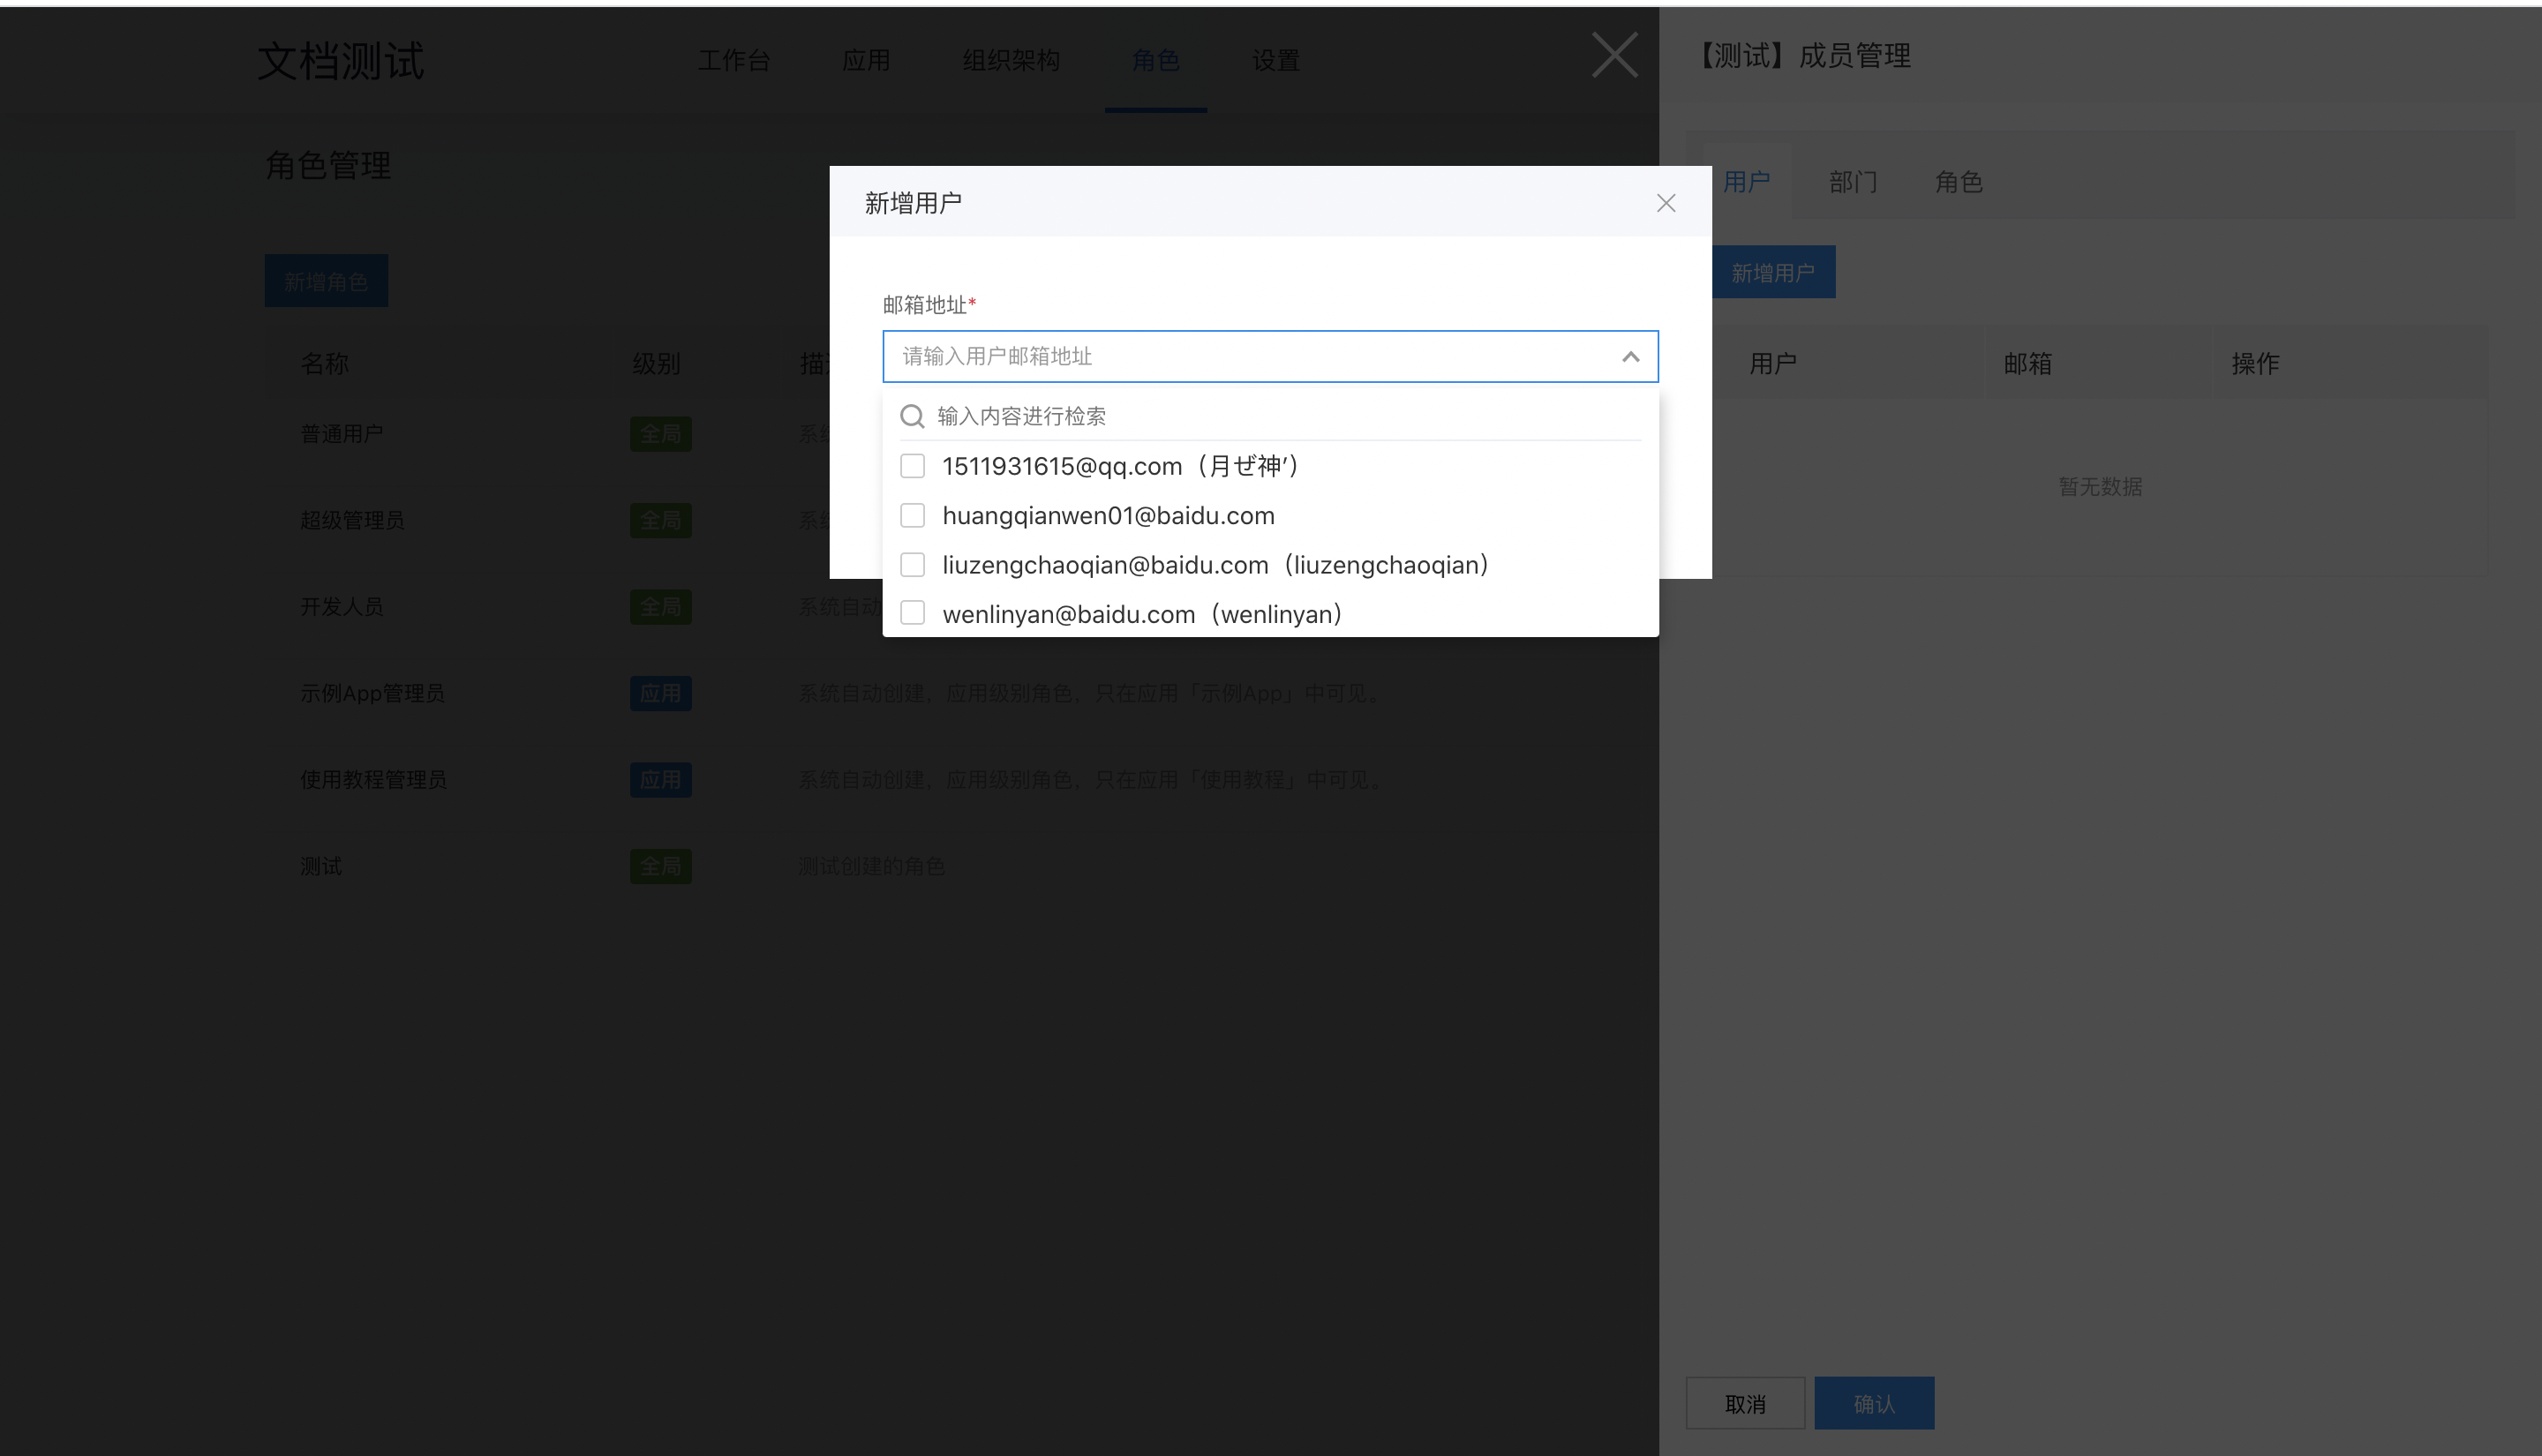 文档测试
工作台 应用 组织架构 角色 设置
【测试】成员管理
角色管理
用户 部门 角色
新增用户
新增用户
新增角色
邮箱地址*
请输入用户邮箱地址
名称 级别
用户 邮箱 操作
输入内容进行检索
普通用户 全局
1511931615@qq.com（月ぜ神′）
暂无数据
超级管理员 全局
huangqianwen01@baidu.com
liuzengchaoqian@baidu.com（liuzengchaoqian）
开发人员 全局 系统自动
wenlinyan@baidu.com（wenlinyan）
示例App管理员 应用 系统自动创建，应用级别角色，只在应用「示例App」中可见。
使用教程管理员 应用 系统自动创建，应用级别角色，只在应用「使用教程」中可见。
测试 全局 测试创建的角色
取消 确认